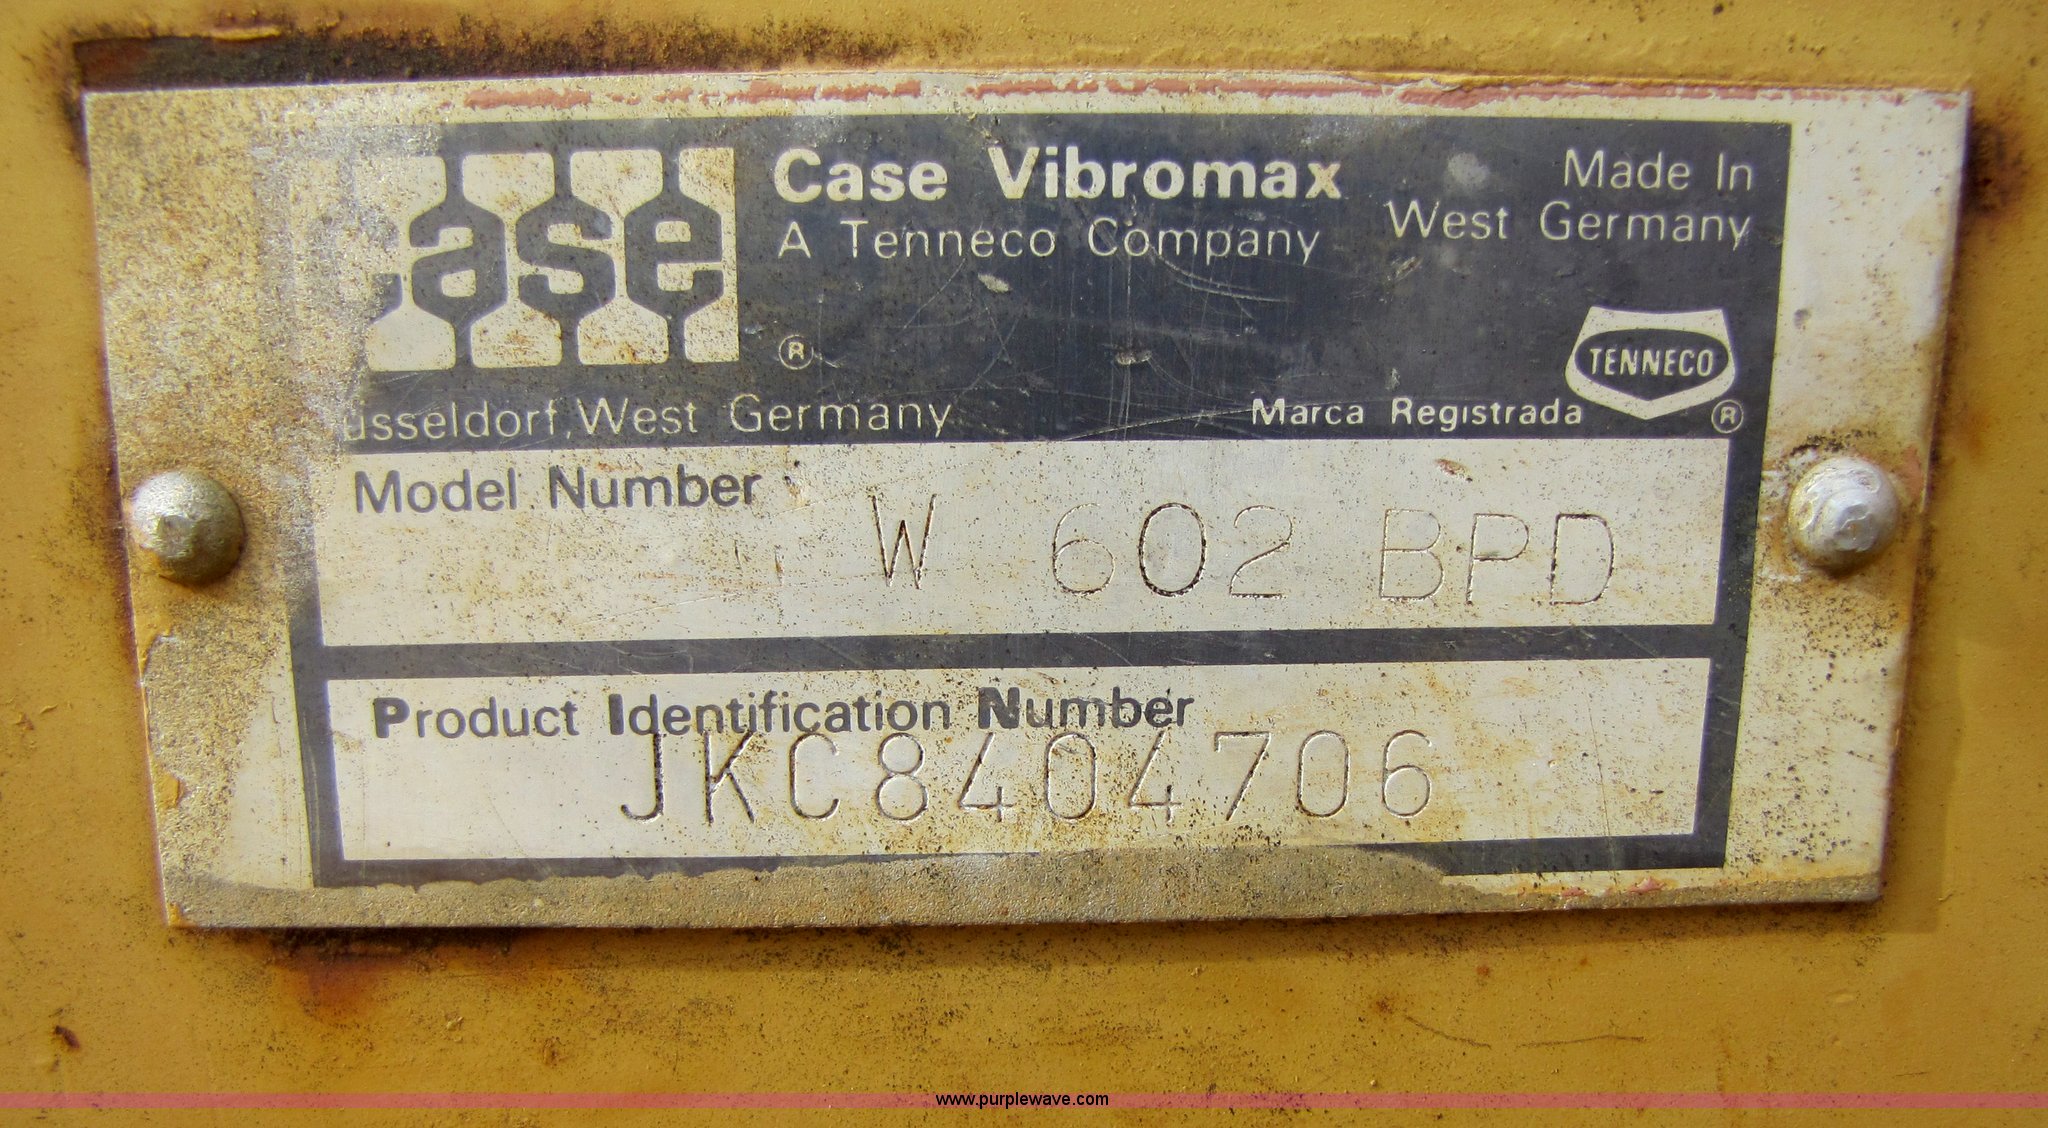 case
Case Vibromax
A Tenneco Company
Made In
West Germany
®
TENNECO
®
Marca Registrada
üsseldorf, West Germany
Model Number
W 602 BPD
Product Identification Number
JKC8404706
www.purplewave.com